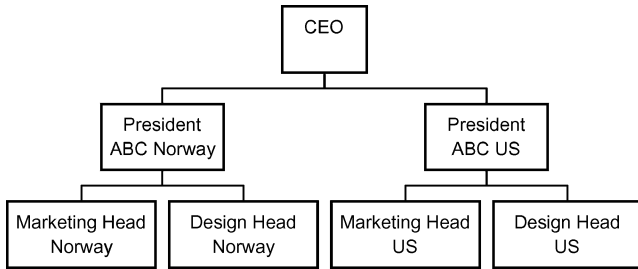 CEO
President
ABC Norway
President
ABC US
Marketing Head
Norway
Design Head
Norway
Marketing Head
US
Design Head
US